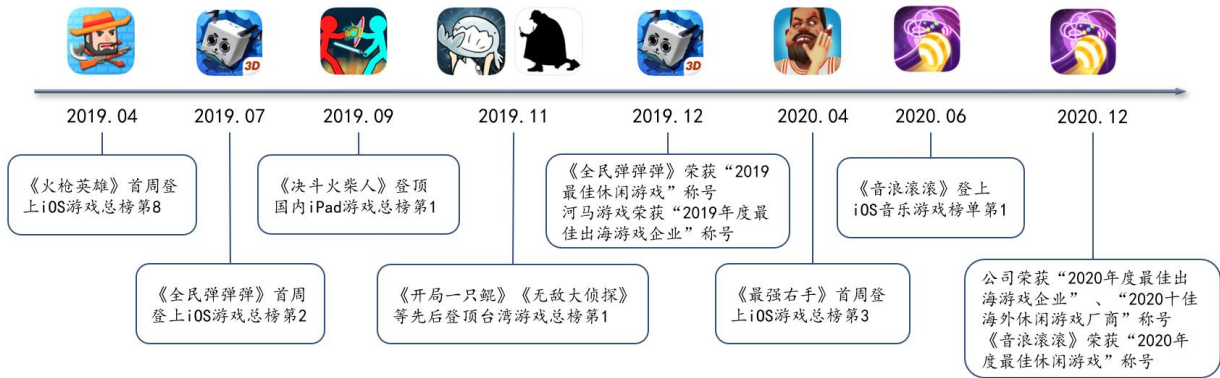 3D
3D
2019.04
2019.07
2019.09
2019.11
2019.12
2020.04
2020.06
2020.12
《火枪英雄》首周登
上iOS游戏总榜第8
《全民弹弹弹》首周
登上iOS游戏总榜第2
《决斗火柴人》登顶
国内iPad游戏总榜第1
《开局一只鲲》《无敌大侦探》
等先后登顶台湾游戏总榜第1
《全民弹弹弹》荣获“2019
最佳休闲游戏”称号
河马游戏荣获“2019年度最
佳出海游戏企业”称号
《最强右手》首周登
上iOS游戏总榜第3
《音浪滚滚》登上
iOS音乐游戏榜单第1
公司荣获“2020年度最佳出
海游戏企业” 、“2020十佳
海外休闲游戏厂商”称号
《音浪滚滚》荣获“2020年
度最佳休闲游戏”称号